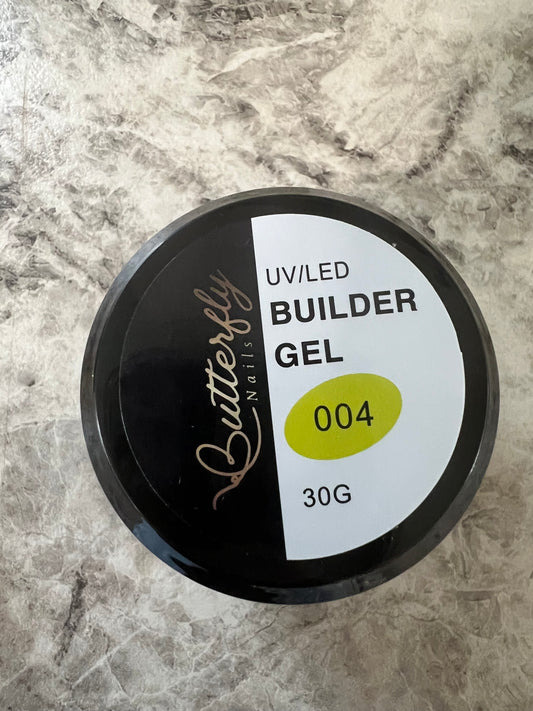 Butterfly
Nails
UV/LED
BUILDER
GEL
004
30G